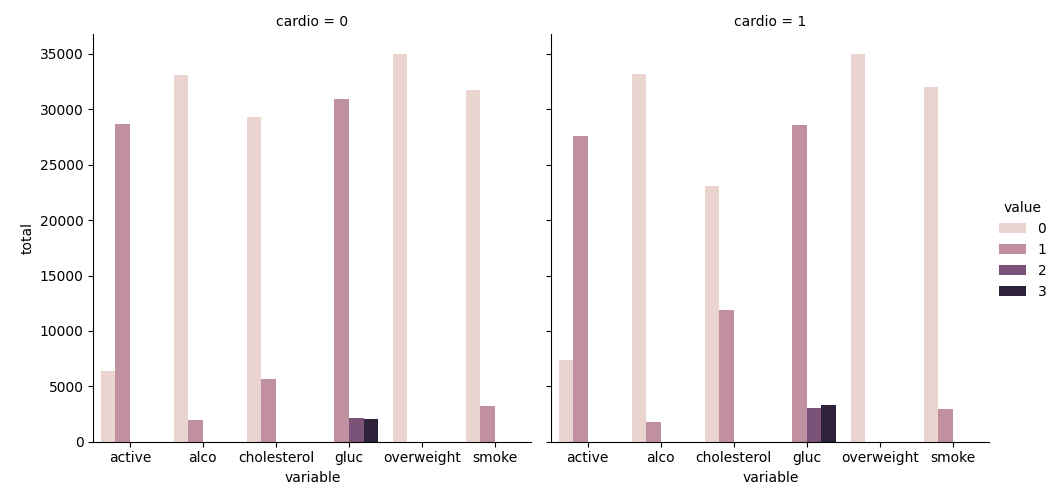 cardio = 0
cardio = 1
total
35000
30000
25000
20000
15000
10000
5000
0
active alco cholesterol gluc overweight smoke
variable
active alco cholesterol gluc overweight smoke
variable
value
0
1
2
3